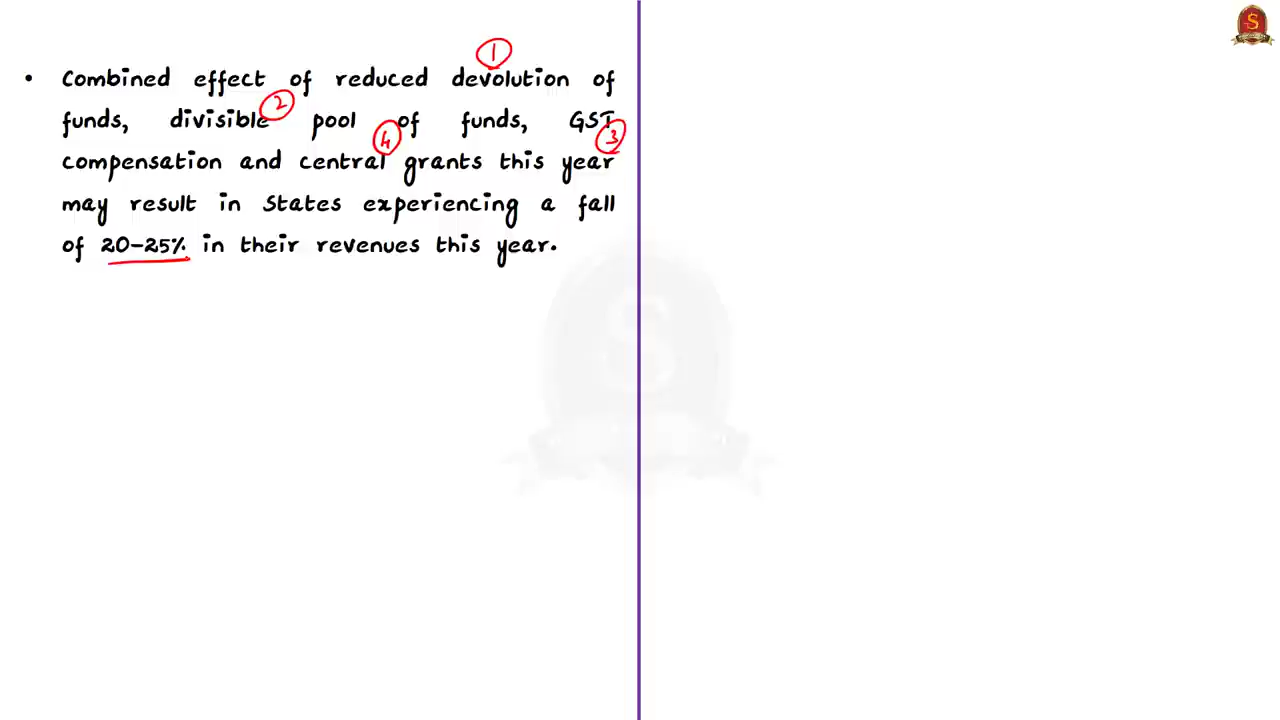 ①
• Combined effect of reduced devolution of
②
funds, divisible pool of funds, GST
④ ③
compensation and central grants this year
may result in States experiencing a fall
of 20-25% in their revenues this year.
S